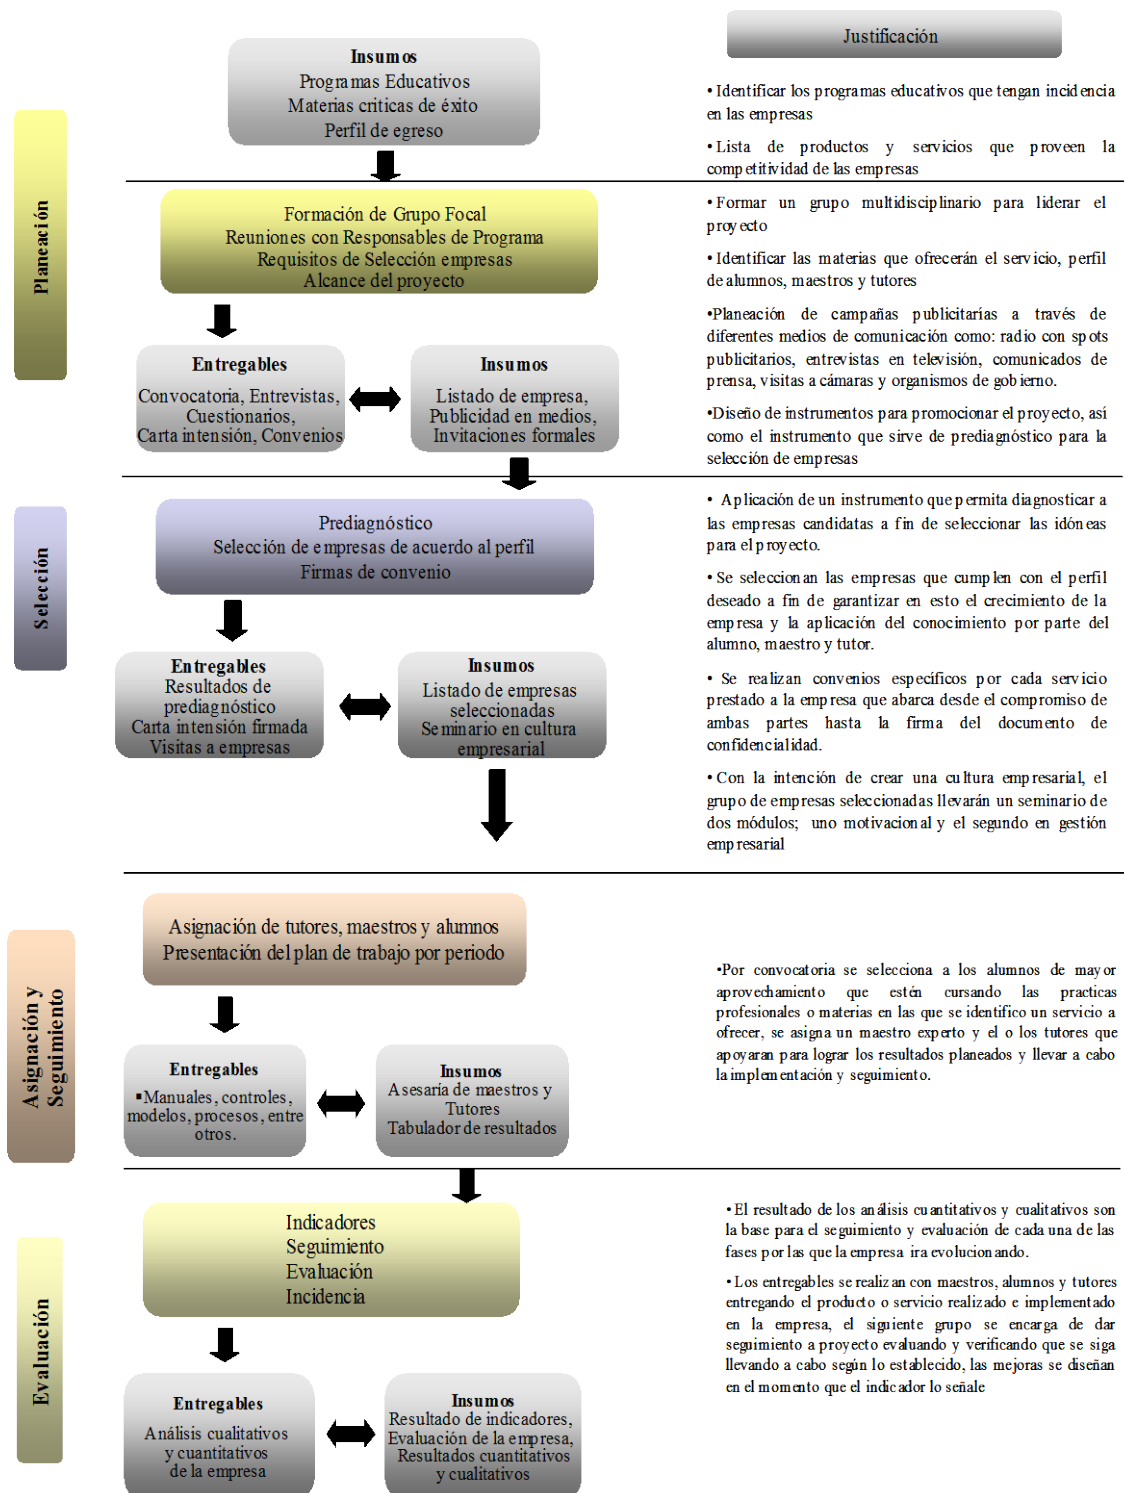 Justificación
Insumos
Programas Educativos
Materias criticas de éxito
Perfil de egreso
• Identificar los programas educativos que tengan incidencia
en las empresas
• Lista de productos y servicios que proveen la
competitividad de las empresas
Planeación
Formación de Grupo Focal
Reuniones con Responsables de Programa
Requisitos de Selección empresas
Alcance del proyecto
• Formar un grupo multidisciplinario para liderar el
proyecto
• Identificar las materias que ofrecerán el servicio, perfil
de alumnos, maestros y tutores
•Planeación de campañas publicitarías a través de
diferentes medios de comunicación como: radio con spots
publicitarios, entrevistas en televisión, comunicados de
prensa, visitas a cámaras y organismos de gobierno.
•Diseño de instrumentos para promocionar el proyecto, así
como el instrumento que sirve de prediagnóstico para la
selección de empresas
Entregables
Convocatoria, Entrevistas,
Cuestionarios,
Carta intensión, Convenios
Insumos
Listado de empresa,
Publicidad en medios,
Invitaciones formales
Selección
Prediagnóstico
Selección de empresas de acuerdo al perfil
Firmas de convenio
• Aplicación de un instrumento que permita diagnosticar a
las empresas candidatas a fin de seleccionar las idóneas
para el proyecto.
• Se seleccionan las empresas que cumplen con el perfil
deseado a fin de garantizar en esto el crecimiento de la
empresa y la aplicación del conocimiento por parte del
alumno, maestro y tutor.
• Se realizan convenios específicos por cada servicio
prestado a la empresa que abarca desde el compromiso de
ambas partes hasta la firma del documento de
confidencialidad.
• Con la intención de crear una cultura empresarial, el
grupo de empresas seleccionadas llevarán un seminario de
dos módulos; uno motivacional y el segundo en gestión
empresarial
Entregables
Resultados de
prediagnóstico
Carta intensión firmada
Visitas a empresas
Insumos
Listado de empresas
seleccionadas
Seminario en cultura
empresarial
Asignación y
Seguimiento
Asignación de tutores, maestros y alumnos
Presentación del plan de trabajo por periodo
•Por convocatoria se selecciona a los alumnos de mayor
aprovechamiento que estén cursando las practicas
profesionales o materias en las que se identifico un servicio a
ofrecer, se asigna un maestro experto y el o los tutores que
apoyaran para lograr los resultados planeados y llevar a cabo
la implementación y seguimiento.
Entregables
▪Manuales, controles,
modelos, procesos, entre
otros.
Insumos
Asesaría de maestros y
Tutores
Tabulador de resultados
Evaluación
Indicadores
Seguimiento
Evaluación
Incidencia
• El resultado de los análisis cuantitativos y cualitativos son
la base para el seguimiento y evaluación de cada una de las
fases por las que la empresa ira evolucionando.
• Los entregables se realizan con maestros, alumnos y tutores
entregando el producto o servicio realizado e implementado
en la empresa, el siguiente grupo se encarga de dar
seguimiento a proyecto evaluando y verificando que se siga
llevando a cabo según lo establecido, las mejoras se diseñan
en el momento que el indicador lo señale
Entregables
Análisis cualitativos
y cuantitativos
de la empresa
Insumos
Resultado de indicadores,
Evaluación de la empresa,
Resultados cuantitativos
y cualitativos